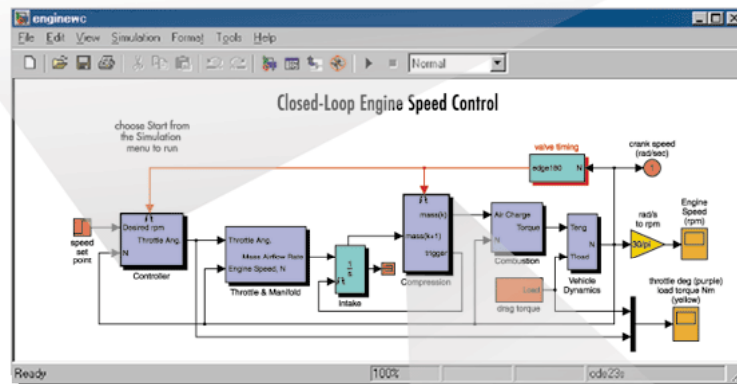 enginewc
File Edit View Simulation Format Tools Help
Normal
Closed-Loop Engine Speed Control
choose Start from
the Simulation
menu to run
valve timing
edge180 N
crank speed
(rad/sec)
1
speed
set
point
Desired rpm
Throttle Ang.
N
Controller
Throttle Ang.
Mass Airflow Rate
Engine Speed, N
Throttle & Manifold
1
s
Intake
mass(k)
mass(k+1)
trigger
Compression
Air Charge
Torque
N
Combustion
Teng
N
Tload
Vehicle
Dynamics
Load
drag torque
rad/s
to rpm
30/pi
Engine
Speed
(rpm)
throttle deg (purple)
load torque Nm
(yellow)
Ready 100% ode23s